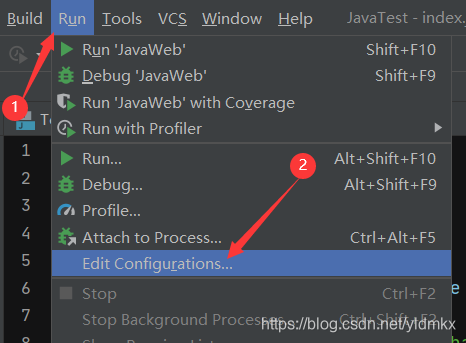 Build Run Tools VCS Window Help JavaTest - index.
1
Run 'JavaWeb' Shift+F10
Debug 'JavaWeb' Shift+F9
Run 'JavaWeb' with Coverage
Run with Profiler
1 Run... Alt+Shift+F10
2
2 Debug... Alt+Shift+F9
3 Profile...
4 Attach to Process... Ctrl+Alt+F5
5 Edit Configurations...
6 Stop Ctrl+F2
7 Stop Background Processes... Ctrl+Shift+F2
https://blog.csdn.net/yldmkx
8